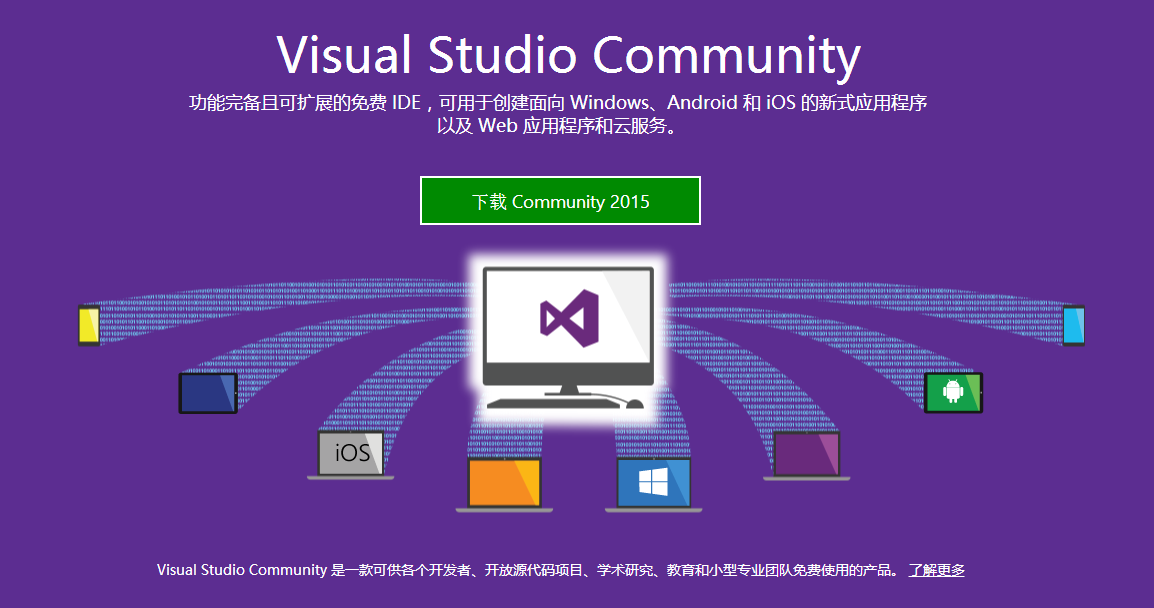 Visual Studio Community
功能完备且可扩展的免费 IDE，可用于创建面向 Windows、Android 和 iOS 的新式应用程序
以及 Web 应用程序和云服务。
下载 Community 2015
iOS
Visual Studio Community 是一款可供各个开发者、开放源代码项目、学术研究、教育和小型专业团队免费使用的产品。 了解更多